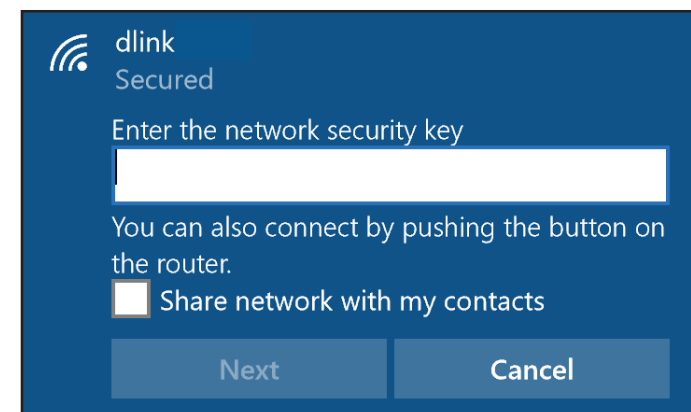 dlink
Secured
Enter the network security key
You can also connect by pushing the button on
the router.
Share network with my contacts
Next
Cancel